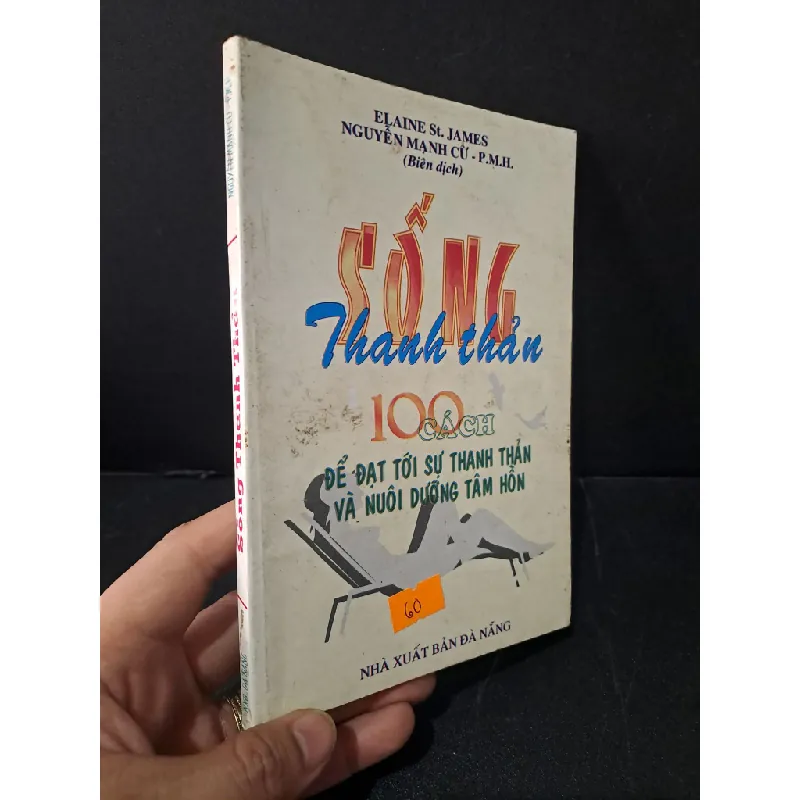 ELAINE St. JAMES
NGUYỄN MẠNH CỪ - P.M.H.
(Biên dịch)
SỐNG
Thanh thản
100
CÁCH
ĐỂ ĐẠT TỚI SỰ THANH THẢN
VÀ NUÔI DƯỠNG TÂM HỒN
60
NHÀ XUẤT BẢN ĐÀ NẴNG
Sống Thanh Thản